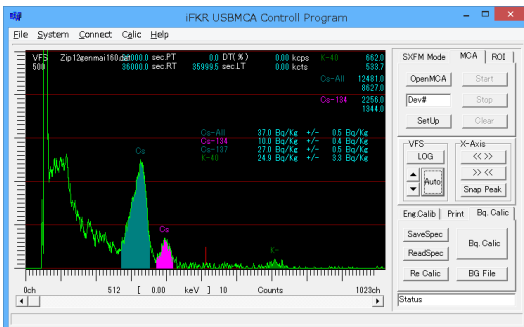 iFKR USBMCA Controll Program
File System Connect Calic Help
VFS Zip12genmai160.dat 36000.0 sec.PT 0.0 DT(%) 0.00 kcps K-40 662.0
500 36000.0 sec.RT 35999.5 sec.LT 0.00 kcts 533.7
Cs-All 12481.0
8627.0
Cs-134 2256.0
1344.0
Cs-All 37.0 Bq/Kg +/- 0.5 Bq/Kg
Cs-134 10.0 Bq/Kg +/- 0.4 Bq/Kg
Cs-137 27.0 Bq/Kg +/- 0.5 Bq/Kg
K-40 24.9 Bq/Kg +/- 3.3 Bq/Kg
Cs
Cs
K-
0ch 512 [ 0.00 keV ] 10 Counts 1023ch
SXFM Mode MCA ROI
OpenMCA Start
Dev# Stop
SetUp Clear
VFS X-Axis
LOG << >>
Auto >> <<
Snap Peak
Eng.Calib Print Bq. Calic
SaveSpec Bq. Calic
ReadSpec
Re Calic BG File
Status